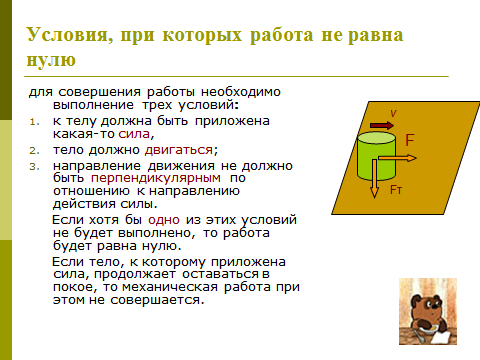 Условия, при которых работа не равна
нулю
для совершения работы необходимо
выполнение трех условий:
1. к телу должна быть приложена
какая-то сила,
2. тело должно двигаться;
3. направление движения не должно
быть перпендикулярным по
отношению к направлению
действия силы.
Если хотя бы одно из этих условий
не будет выполнено, то работа
будет равна нулю.
Если тело, к которому приложена
сила, продолжает оставаться в
покое, то механическая работа при
этом не совершается.
v
F
Fт